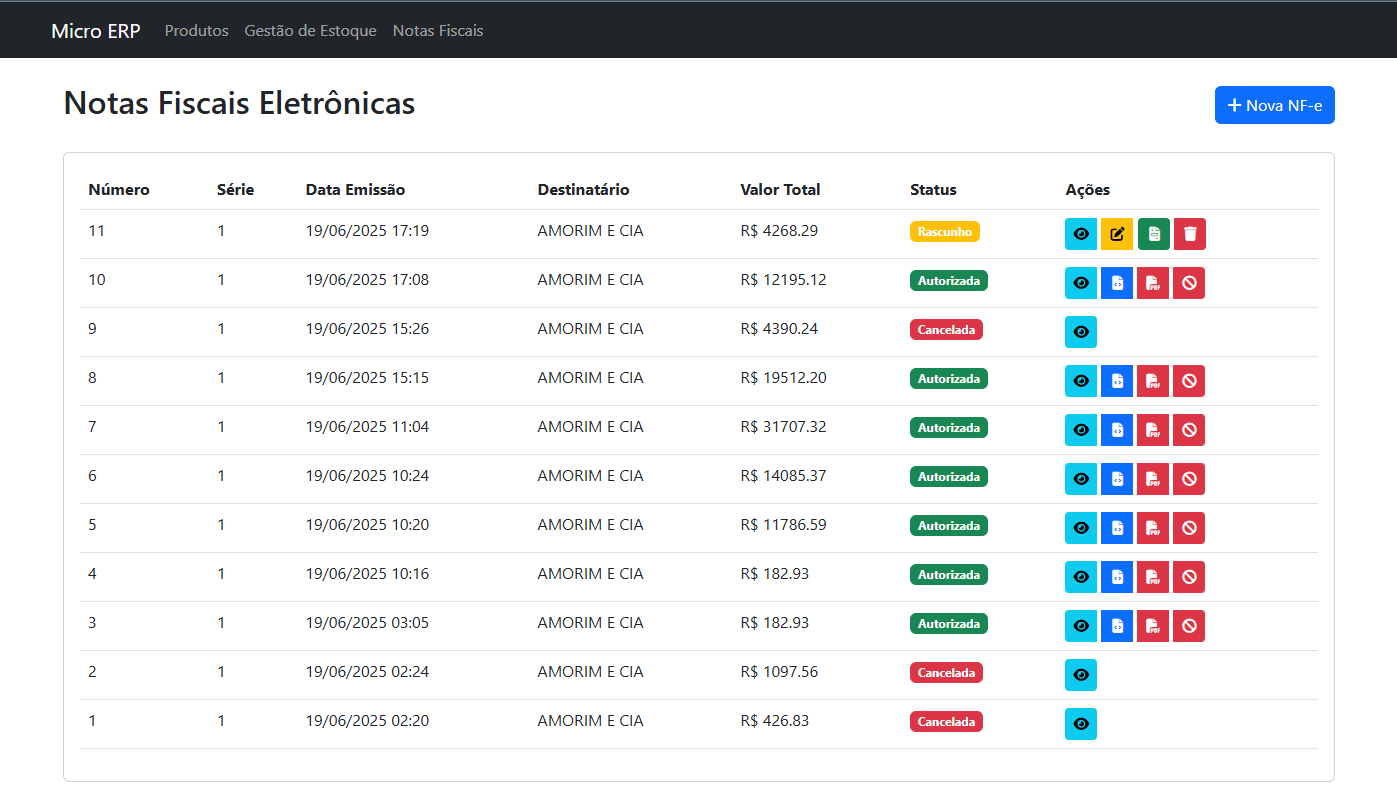 Micro ERP Produtos Gestão de Estoque Notas Fiscais
Notas Fiscais Eletrônicas
+ Nova NF-e
Número Série Data Emissão Destinatário Valor Total Status Ações
11 1 19/06/2025 17:19 AMORIM E CIA R$ 4268.29 Rascunho
10 1 19/06/2025 17:08 AMORIM E CIA R$ 12195.12 Autorizada PDF
9 1 19/06/2025 15:26 AMORIM E CIA R$ 4390.24 Cancelada
8 1 19/06/2025 15:15 AMORIM E CIA R$ 19512.20 Autorizada PDF
7 1 19/06/2025 11:04 AMORIM E CIA R$ 31707.32 Autorizada PDF
6 1 19/06/2025 10:24 AMORIM E CIA R$ 14085.37 Autorizada PDF
5 1 19/06/2025 10:20 AMORIM E CIA R$ 11786.59 Autorizada PDF
4 1 19/06/2025 10:16 AMORIM E CIA R$ 182.93 Autorizada PDF
3 1 19/06/2025 03:05 AMORIM E CIA R$ 182.93 Autorizada PDF
2 1 19/06/2025 02:24 AMORIM E CIA R$ 1097.56 Cancelada
1 1 19/06/2025 02:20 AMORIM E CIA R$ 426.83 Cancelada